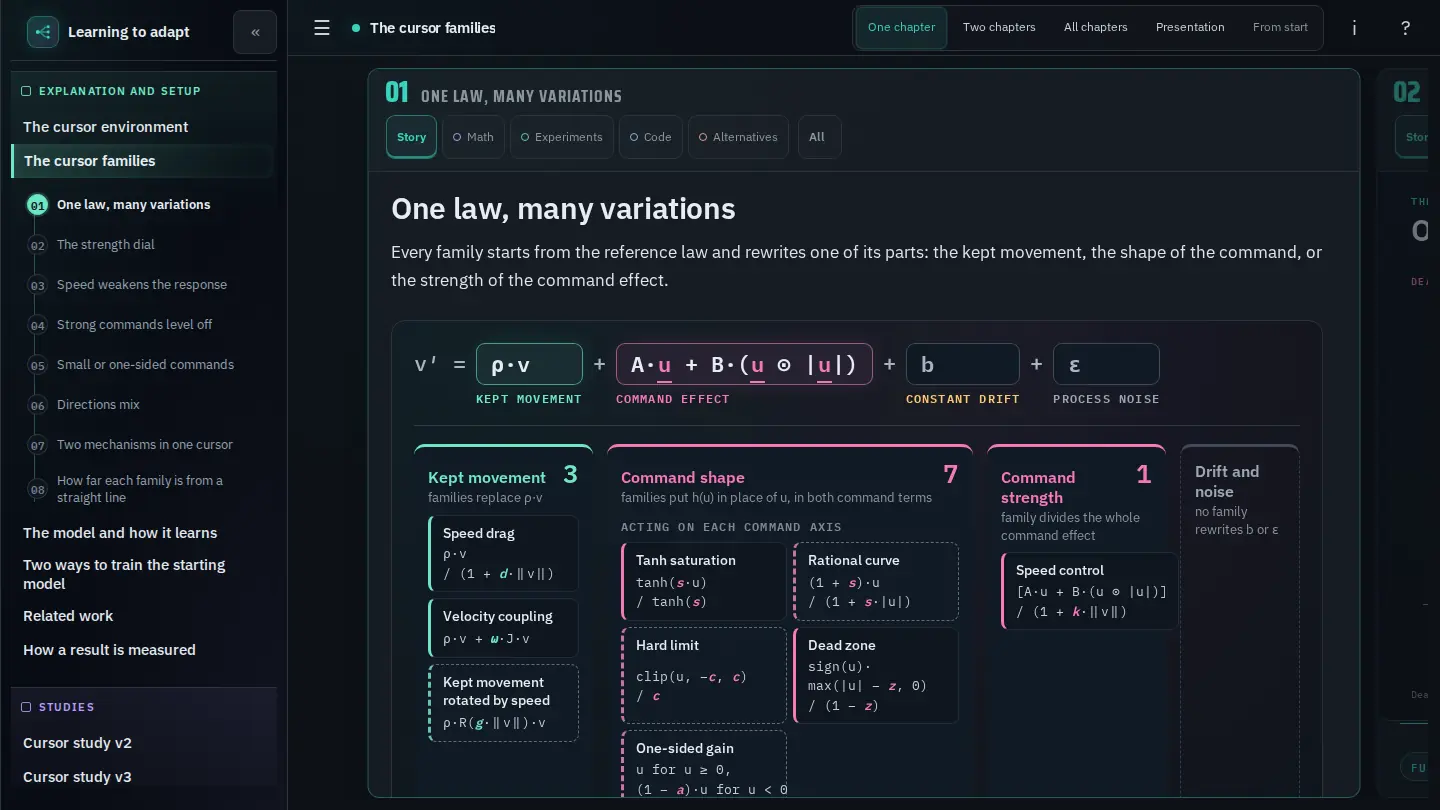 Learning to adapt
«
EXPLANATION AND SETUP
The cursor environment
The cursor families
01 One law, many variations
02 The strength dial
03 Speed weakens the response
04 Strong commands level off
05 Small or one-sided commands
06 Directions mix
07 Two mechanisms in one cursor
08 How far each family is from a
straight line
The model and how it learns
Two ways to train the starting
model
Related work
How a result is measured
STUDIES
Cursor study v2
Cursor study v3
☰ The cursor families
One chapter Two chapters All chapters Presentation From start i ?
01 ONE LAW, MANY VARIATIONS
Story Math Experiments Code Alternatives All
One law, many variations
Every family starts from the reference law and rewrites one of its parts: the kept movement, the shape of the command, or
the strength of the command effect.
v′ = ρ·v + A·u + B·(u ⊙ |u|) + b + ε
KEPT MOVEMENT COMMAND EFFECT CONSTANT DRIFT PROCESS NOISE
Kept movement 3
families replace ρ·v
Speed drag
ρ·v
/ (1 + d·‖v‖)
Velocity coupling
ρ·v + ω·J·v
Kept movement
rotated by speed
ρ·R(g·‖v‖)·v
Command shape 7
families put h(u) in place of u, in both command terms
ACTING ON EACH COMMAND AXIS
Tanh saturation
tanh(s·u)
/ tanh(s)
Rational curve
(1 + s)·u
/ (1 + s·|u|)
Hard limit
clip(u, −c, c)
/ c
Dead zone
sign(u)·
max(|u| − z, 0)
/ (1 − z)
One-sided gain
u for u ≥ 0,
(1 − a)·u for u < 0
Command
strength 1
family divides the whole
command effect
Speed control
[A·u + B·(u ⊙ |u|)]
/ (1 + k·‖v‖)
Drift and
noise
no family
rewrites b or ε
02
Stor
TH
O
DEA
Dea
FU